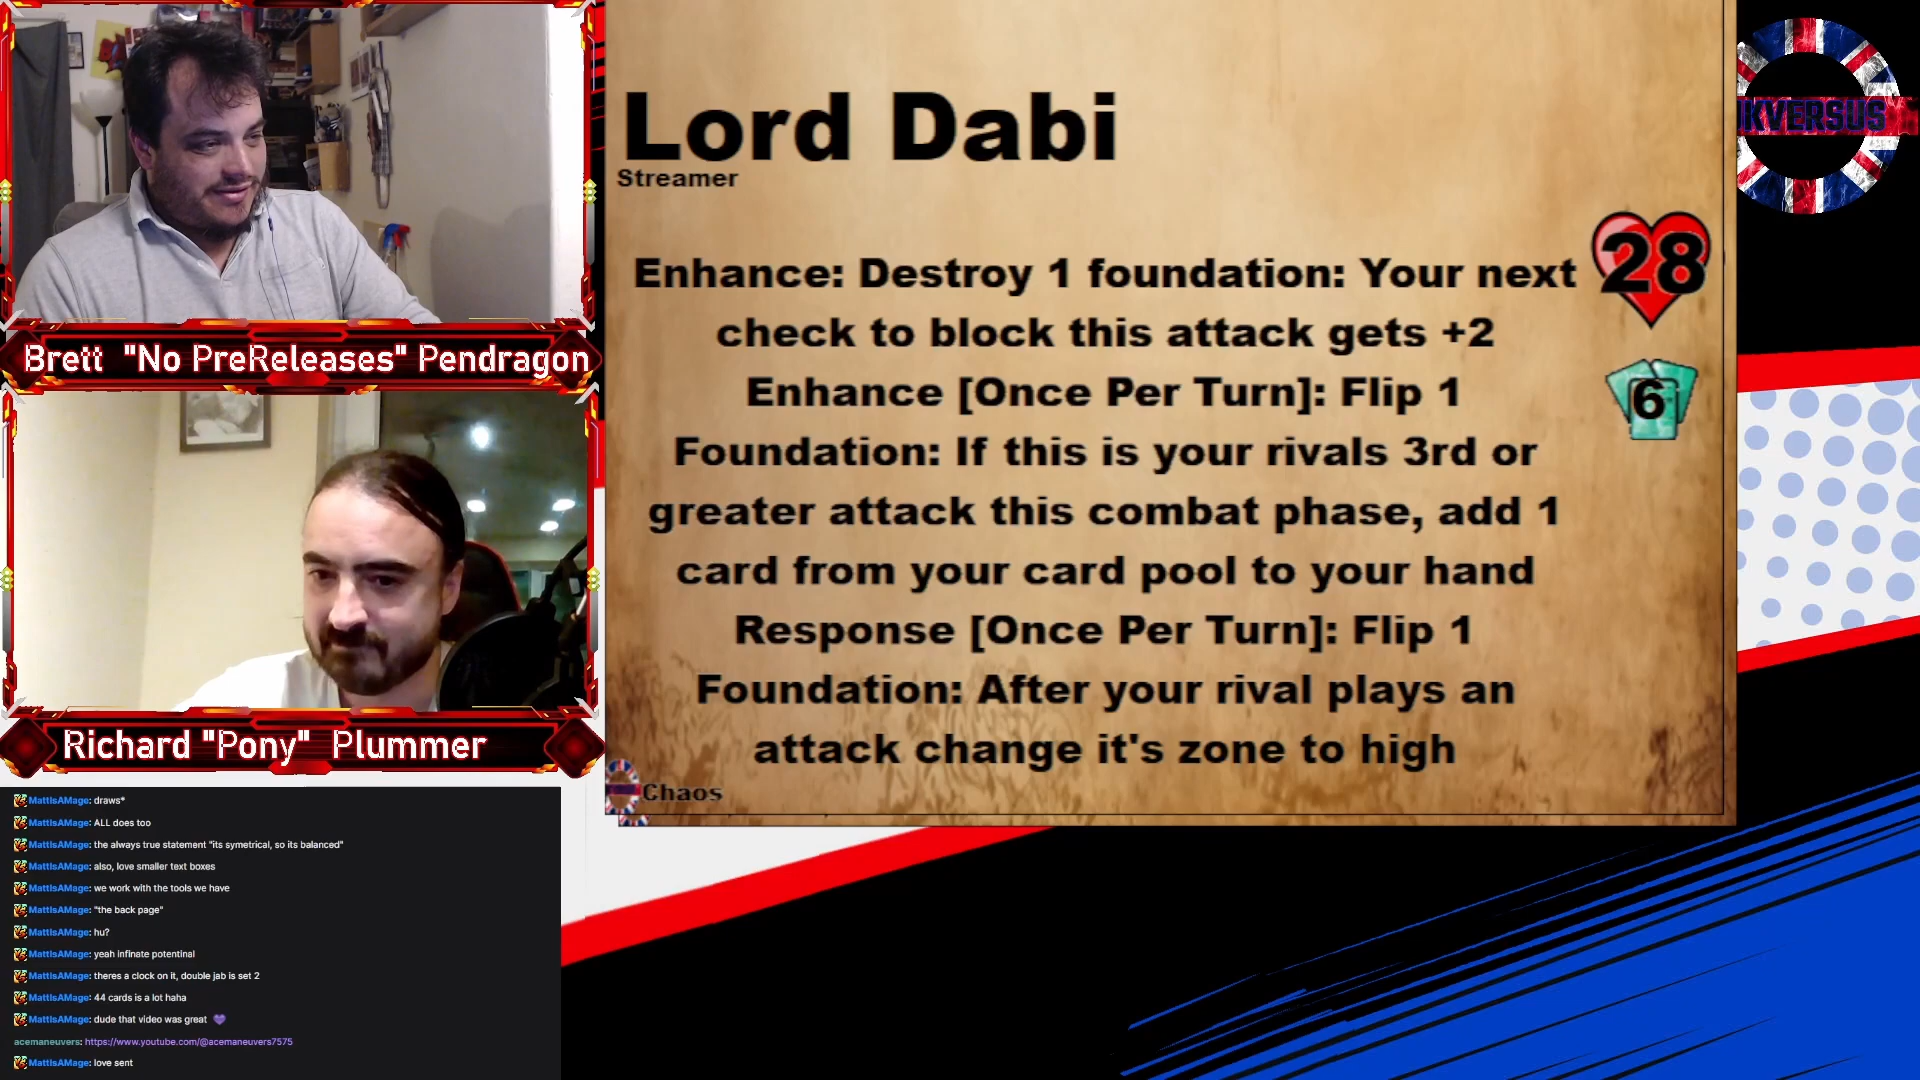 Lord Dabi
Streamer
Enhance: Destroy 1 foundation: Your next
check to block this attack gets +2
Enhance [Once Per Turn]: Flip 1
Foundation: If this is your rivals 3rd or
greater attack this combat phase, add 1
card from your card pool to your hand
Response [Once Per Turn]: Flip 1
Foundation: After your rival plays an
attack change it's zone to high
28
6
Chaos
KVERSUS
Brett "No PreReleases" Pendragon
Richard "Pony" Plummer
MattIsAMage: draws*
MattIsAMage: ALL does too
MattIsAMage: the always true statement "its symetrical, so its balanced"
MattIsAMage: also, love smaller text boxes
MattIsAMage: we work with the tools we have
MattIsAMage: "the back page"
MattIsAMage: hu?
MattIsAMage: yeah infinate potentinal
MattIsAMage: theres a clock on it, double jab is set 2
MattIsAMage: 44 cards is a lot haha
MattIsAMage: dude that video was great
acemaneuvers: https://www.youtube.com/@acemaneuvers7575
MattIsAMage: love sent